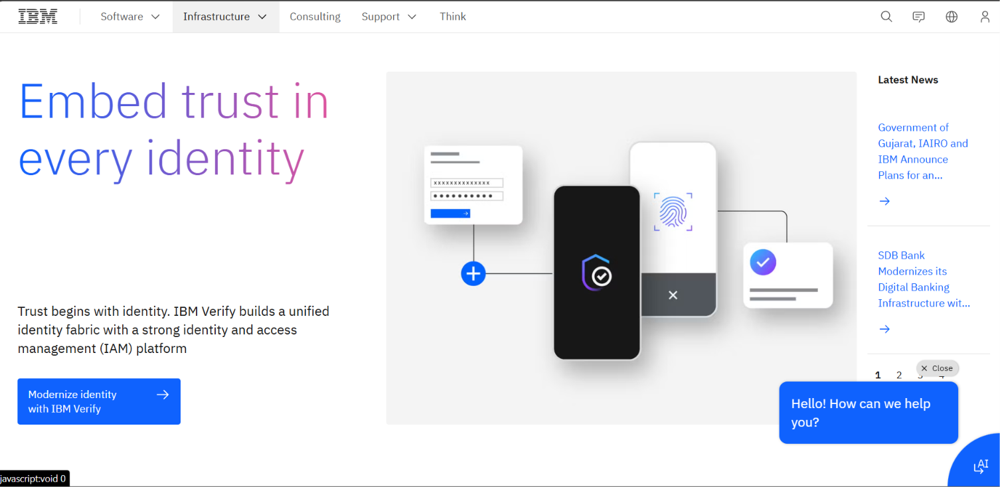 IBM
Software
Infrastructure
Consulting
Support
Think
Embed trust in
every identity
Trust begins with identity. IBM Verify builds a unified
identity fabric with a strong identity and access
management (IAM) platform
Modernize identity
with IBM Verify
xxxxxxxxxxxxxx
Latest News
Government of
Gujarat, IAIRO and
IBM Announce
Plans for an...
SDB Bank
Modernizes its
Digital Banking
Infrastructure wit...
1 2 3 4
Close
Hello! How can we help
you?
AI
javascript:void 0